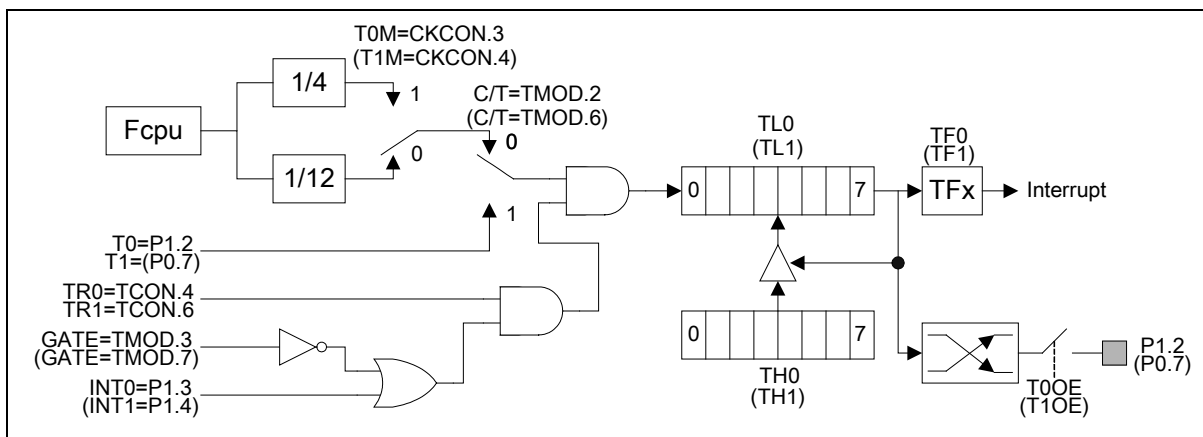 T0M=CKCON.3
(T1M=CKCON.4)
1/4
1
C/T=TMOD.2
(C/T=TMOD.6)
Fcpu
0
0
1/12
TL0
(TL1)
TF0
(TF1)
0
7
TFx
Interrupt
1
T0=P1.2
T1=(P0.7)
TR0=TCON.4
TR1=TCON.6
GATE=TMOD.3
(GATE=TMOD.7)
INT0=P1.3
(INT1=P1.4)
0
7
TH0
(TH1)
P1.2
(P0.7)
T0OE
(T1OE)